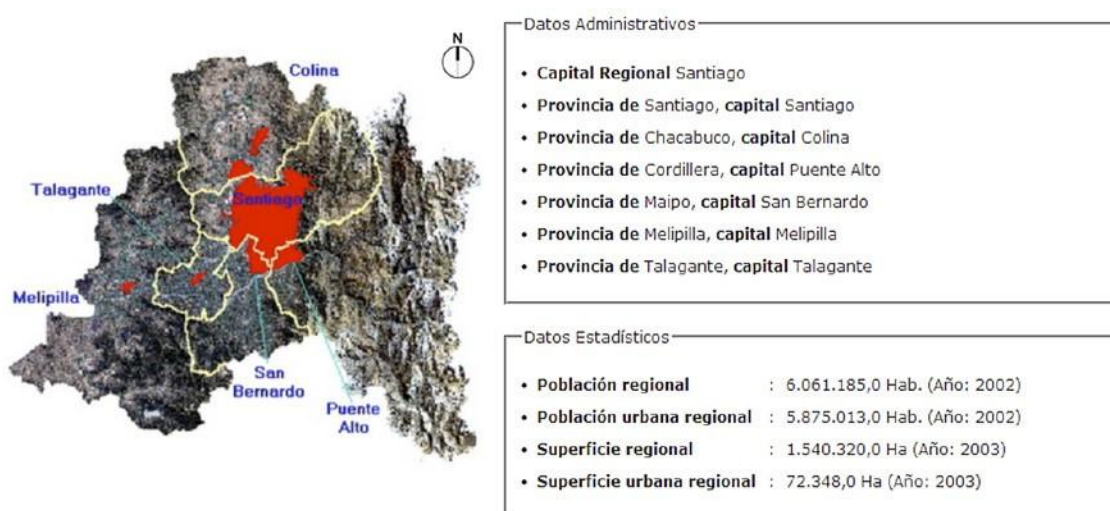 N
Colina
Talagante
Santiago
Melipilla
San
Bernardo
Puente
Alto
Datos Administrativos
• Capital Regional Santiago
• Provincia de Santiago, capital Santiago
• Provincia de Chacabuco, capital Colina
• Provincia de Cordillera, capital Puente Alto
• Provincia de Maipo, capital San Bernardo
• Provincia de Melipilla, capital Melipilla
• Provincia de Talagante, capital Talagante
Datos Estadísticos
• Población regional : 6.061.185,0 Hab. (Año: 2002)
• Población urbana regional : 5.875.013,0 Hab. (Año: 2002)
• Superficie regional : 1.540.320,0 Ha (Año: 2003)
• Superficie urbana regional : 72.348,0 Ha (Año: 2003)